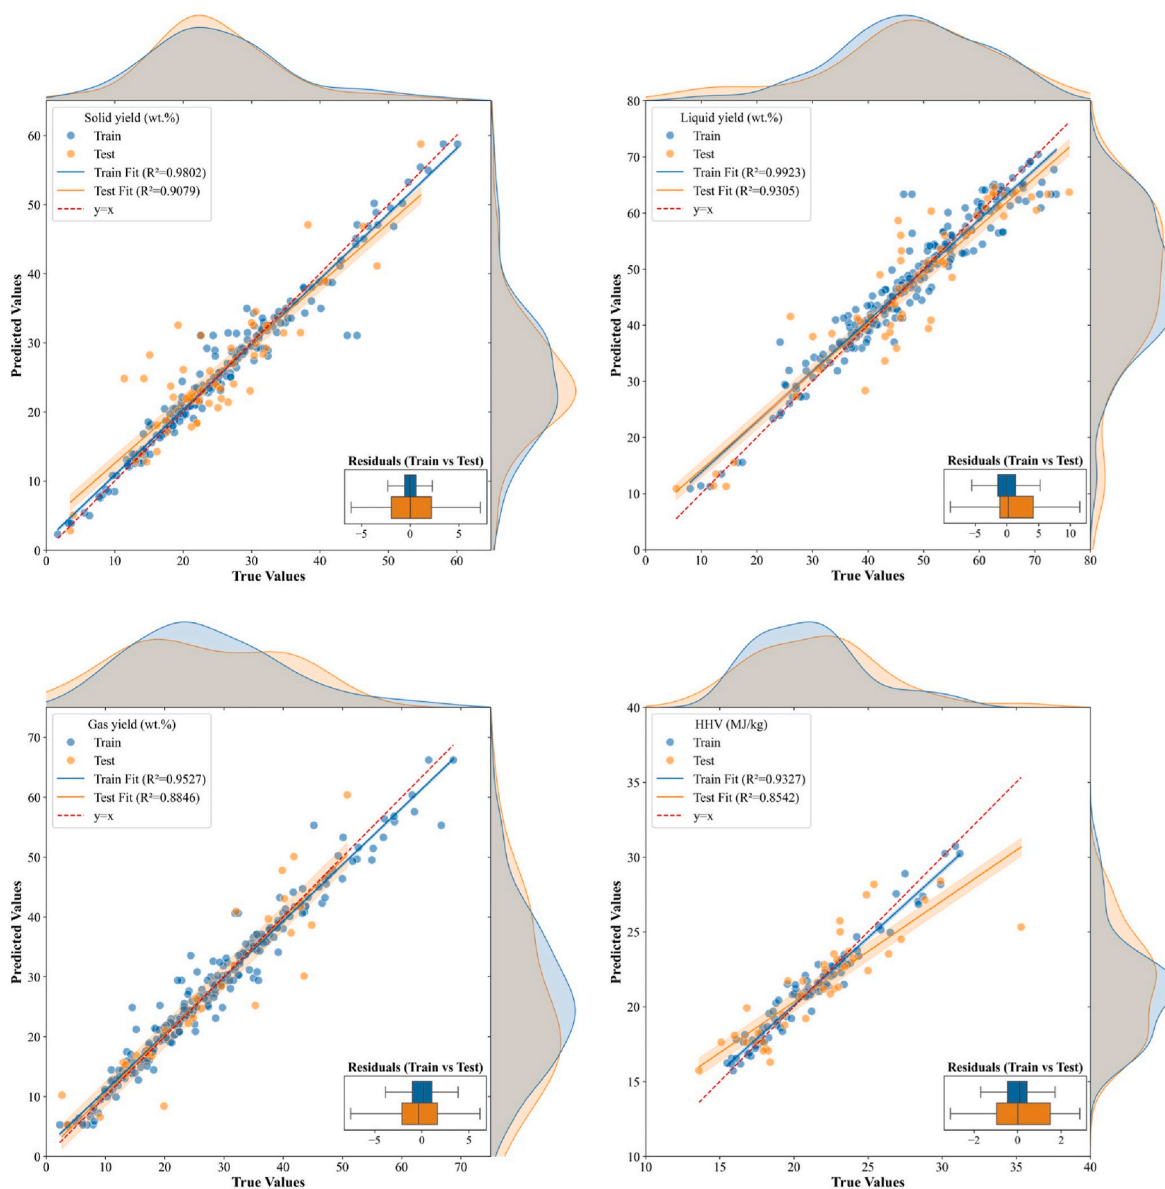 Solid yield (wt.%)
Train
Test
Train Fit (R²=0.9802)
Test Fit (R²=0.9079)
y=x
60
50
40
30
20
10
0
Predicted Values
Residuals (Train vs Test)
−5 0
0 10 20 30 40 50 60
True Values
Liquid yield (wt.%)
Train
Test
Train Fit (R²=0.9923)
Test Fit (R²=0.9305)
y=x
80
70
60
50
40
30
20
10
0
Predicted Values
Residuals (Train vs Test)
−5 0 5 10
0 10 20 30 40 50 60 70 80
True Values
Gas yield (wt.%)
Train
Test
Train Fit (R²=0.9527)
Test Fit (R²=0.8846)
y=x
70
60
50
40
30
20
10
0
Predicted Values
Residuals (Train vs Test)
−5 0 5
0 10 20 30 40 50 60 70
True Values
HHV (MJ/kg)
Train
Test
Train Fit (R²=0.9327)
Test Fit (R²=0.8542)
y=x
40
35
30
25
20
15
10
Predicted Values
Residuals (Train vs Test)
−2 0 2
10 15 20 25 30 35 40
True Values